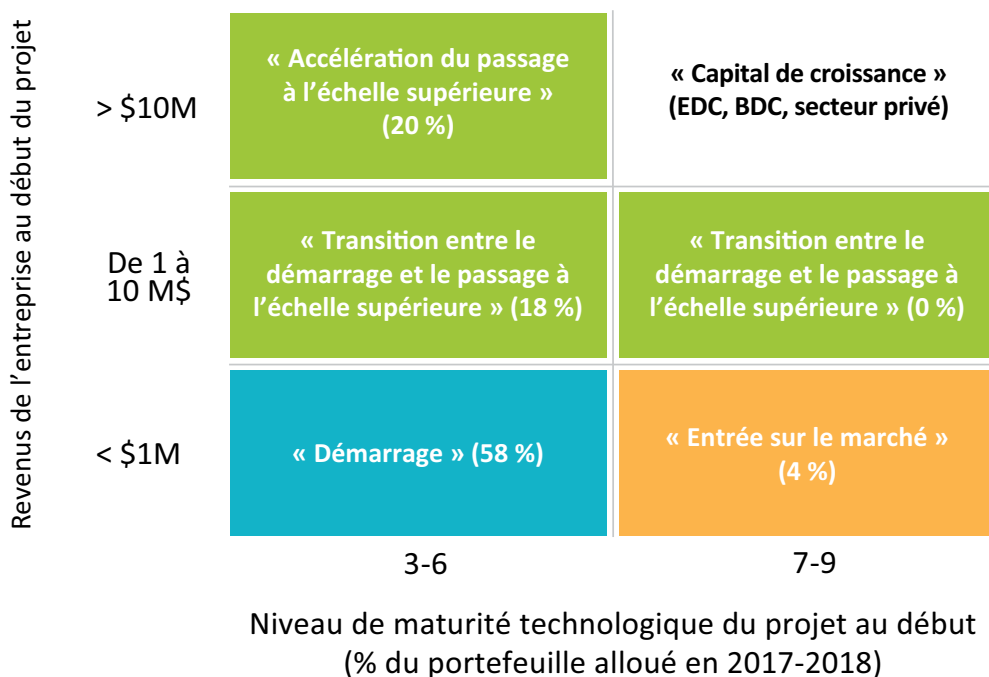 Revenus de l'entreprise au début du projet
> $10M
« Accélération du passage
à l'échelle supérieure »
(20 %)
« Capital de croissance »
(EDC, BDC, secteur privé)
De 1 à
10 M$
« Transition entre le
démarrage et le passage à
l'échelle supérieure » (18 %)
« Transition entre le
démarrage et le passage à
l'échelle supérieure » (0 %)
< $1M
« Démarrage » (58 %)
« Entrée sur le marché »
(4 %)
3-6
7-9
Niveau de maturité technologique du projet au début
(% du portefeuille alloué en 2017-2018)